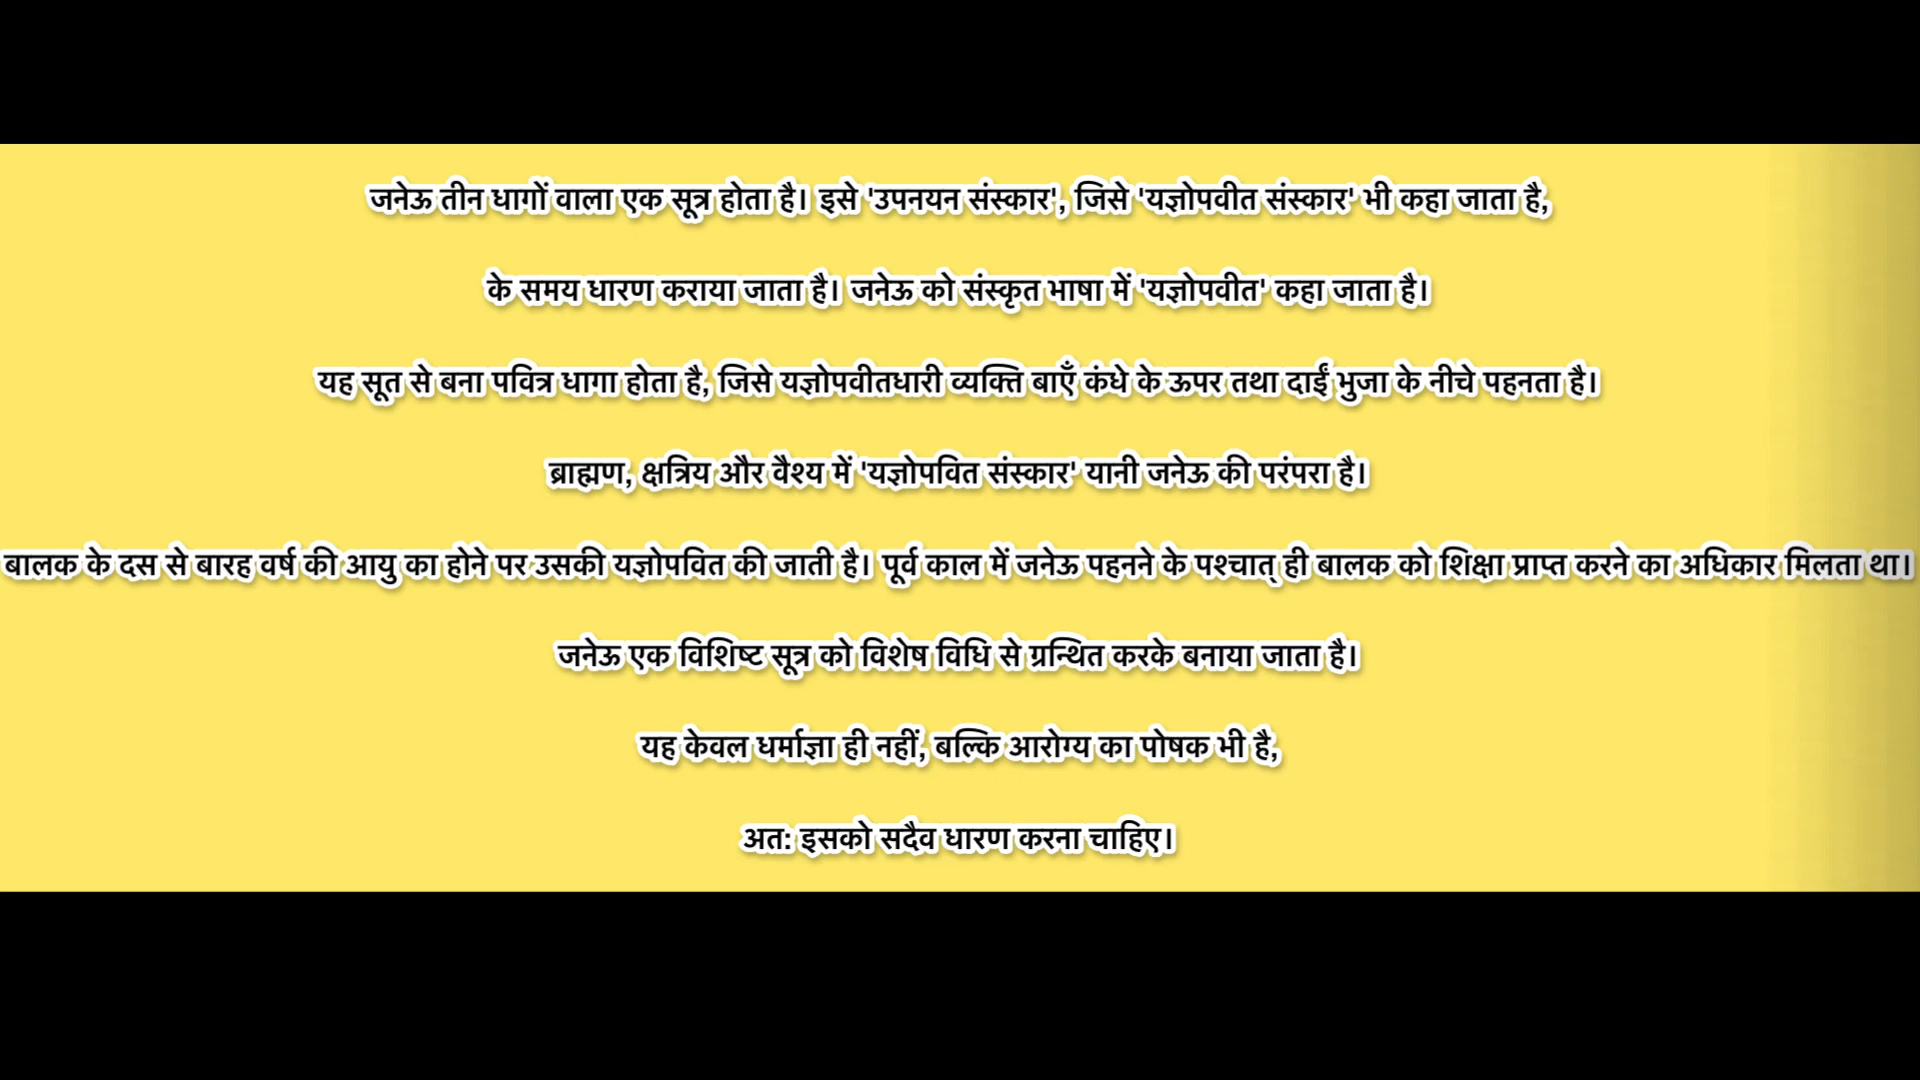 जनेऊ तीन धागों वाला एक सूत्र होता है। इसे 'उपनयन संस्कार', जिसे 'यज्ञोपवीत संस्कार' भी कहा जाता है,
के समय धारण कराया जाता है। जनेऊ को संस्कृत भाषा में 'यज्ञोपवीत' कहा जाता है।
यह सूत से बना पवित्र धागा होता है, जिसे यज्ञोपवीतधारी व्यक्ति बाएँ कंधे के ऊपर तथा दाईं भुजा के नीचे पहनता है।
ब्राह्मण, क्षत्रिय और वैश्य में 'यज्ञोपवित संस्कार' यानी जनेऊ की परंपरा है।
बालक के दस से बारह वर्ष की आयु का होने पर उसकी यज्ञोपवित की जाती है। पूर्व काल में जनेऊ पहनने के पश्चात् ही बालक को शिक्षा प्राप्त करने का अधिकार मिलता था।
जनेऊ एक विशिष्ट सूत्र को विशेष विधि से ग्रन्थित करके बनाया जाता है।
यह केवल धर्माज्ञा ही नहीं, बल्कि आरोग्य का पोषक भी है,
अत: इसको सदैव धारण करना चाहिए।